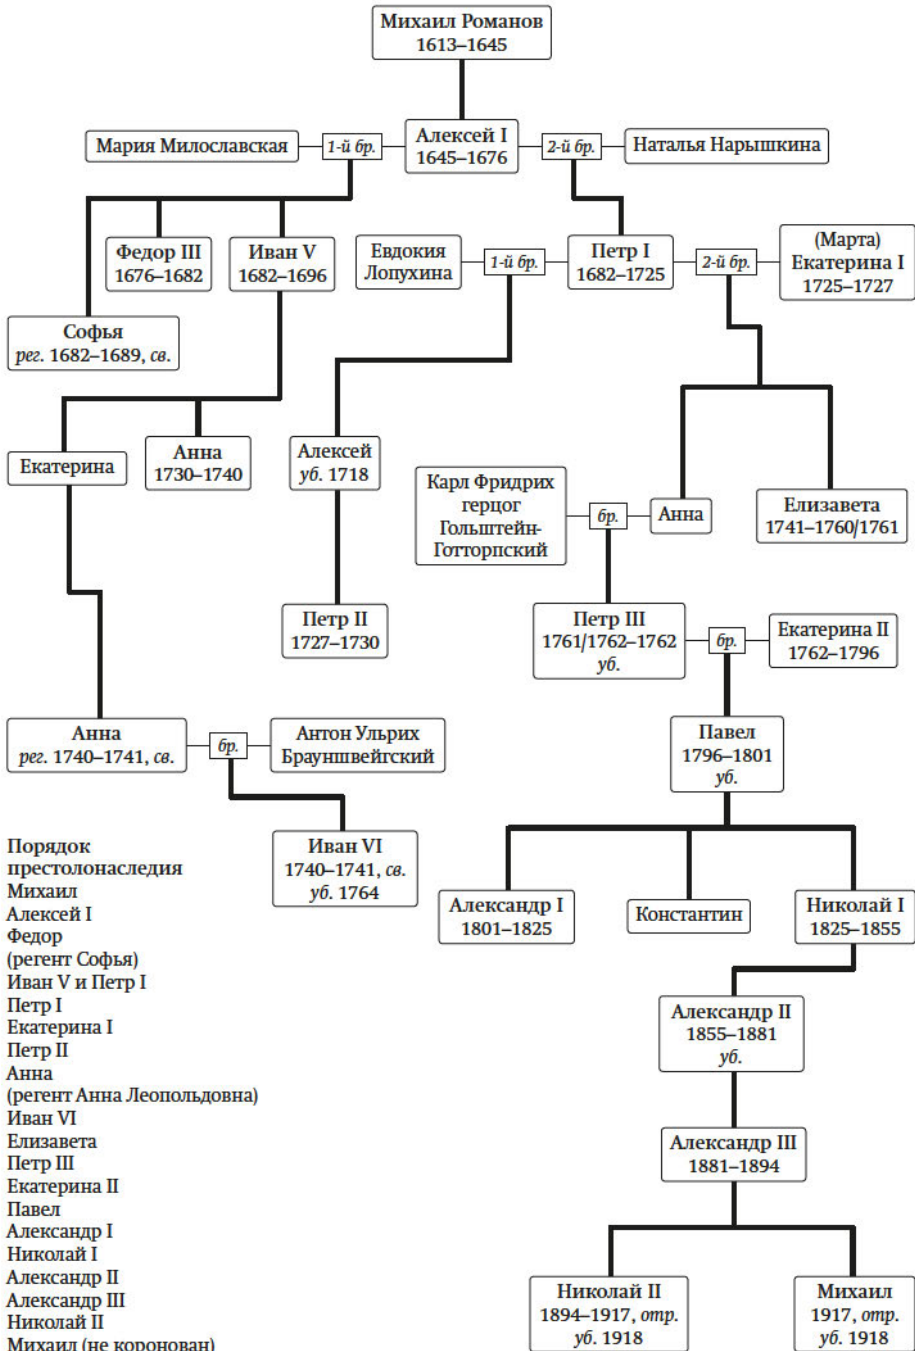 Михаил Романов
1613–1645
Мария Милославская
1-й бр.
Алексей I
1645–1676
2-й бр.
Наталья Нарышкина
Федор III
1676–1682
Иван V
1682–1696
Евдокия
Лопухина
1-й бр.
Петр I
1682–1725
2-й бр.
(Марта)
Екатерина I
1725–1727
Софья
рег. 1682–1689, св.
Екатерина
Анна
1730–1740
Алексей
уб. 1718
Карл Фридрих
герцог
Гольштейн-
Готторпский
бр.
Анна
Елизавета
1741–1760/1761
Петр II
1727–1730
Петр III
1761/1762–1762
уб.
бр.
Екатерина II
1762–1796
Анна
рег. 1740–1741, св.
бр.
Антон Ульрих
Брауншвейгский
Павел
1796–1801
уб.
Иван VI
1740–1741, св.
уб. 1764
Александр I
1801–1825
Константин
Николай I
1825–1855
Александр II
1855–1881
уб.
Александр III
1881–1894
Николай II
1894–1917, отр.
уб. 1918
Михаил
1917, отр.
уб. 1918
Порядок
престолонаследия
Михаил
Алексей I
Федор
(регент Софья)
Иван V и Петр I
Петр I
Екатерина I
Петр II
Анна
(регент Анна Леопольдовна)
Иван VI
Елизавета
Петр III
Екатерина II
Павел
Александр I
Николай I
Александр II
Александр III
Николай II
Михаил (не коронован)